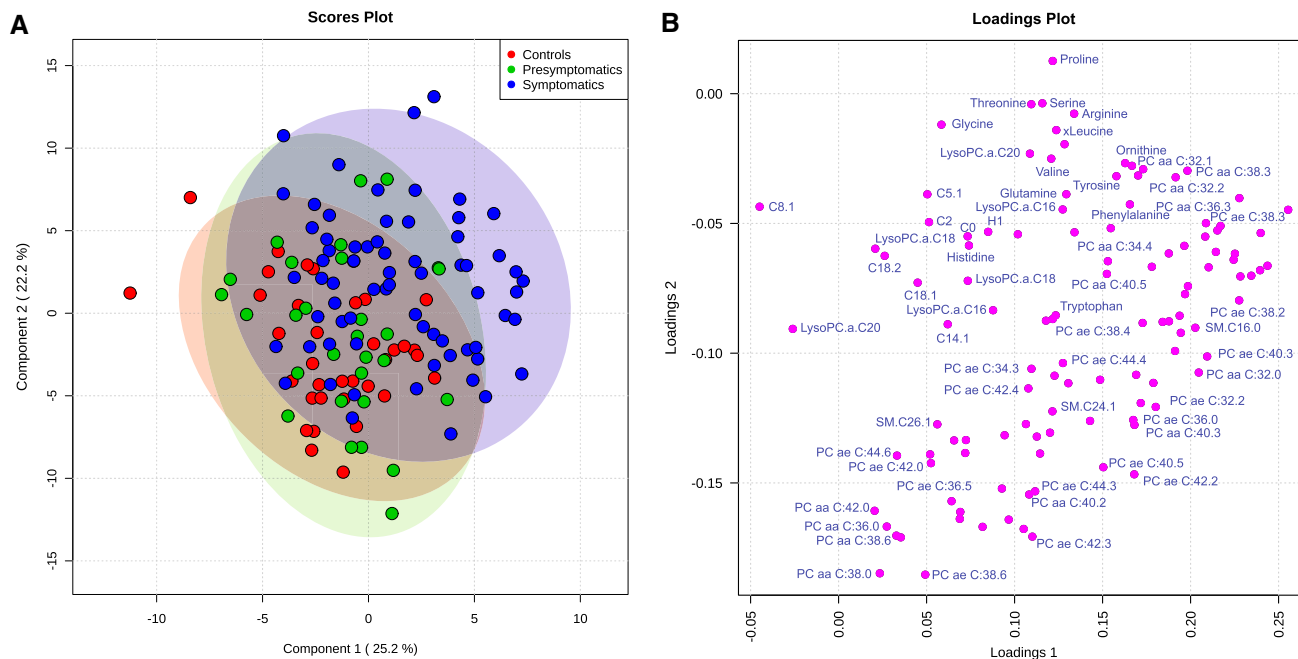 A
Scores Plot
Controls
Presymptomatics
Symptomatics
15
10
5
0
-5
-10
-15
-10
-5
0
5
10
Component 2 ( 22.2 %)
Component 1 ( 25.2 %)
B
Loadings Plot
Proline
Threonine
Serine
Arginine
Glycine
xLeucine
LysoPC.a.C20
Valine
Ornithine
PC aa C:32.1
PC aa C:38.3
Tyrosine
PC aa C:32.2
C5.1
Glutamine
C8.1
LysoPC.a.C16
PC aa C:36.3
Phenylalanine
PC ae C:38.3
C2
C0
H1
LysoPC.a.C18
Histidine
PC aa C:34.4
C18.2
C18.1
LysoPC.a.C18
PC aa C:40.5
LysoPC.a.C16
Tryptophan
PC ae C:38.2
LysoPC.a.C20
C14.1
PC ae C:38.4
SM.C16.0
PC ae C:34.3
PC ae C:44.4
PC ae C:40.3
PC aa C:32.0
PC ae C:42.4
SM.C24.1
PC ae C:32.2
SM.C26.1
PC ae C:36.0
PC aa C:40.3
PC ae C:44.6
PC ae C:42.0
PC ae C:40.5
PC ae C:42.2
PC ae C:36.5
PC ae C:44.3
PC aa C:42.0
PC aa C:40.2
PC aa C:36.0
PC aa C:38.6
PC ae C:42.3
PC aa C:38.0
PC ae C:38.6
0.00
-0.05
-0.10
-0.15
-0.05
0.00
0.05
0.10
0.15
0.20
0.25
Loadings 2
Loadings 1